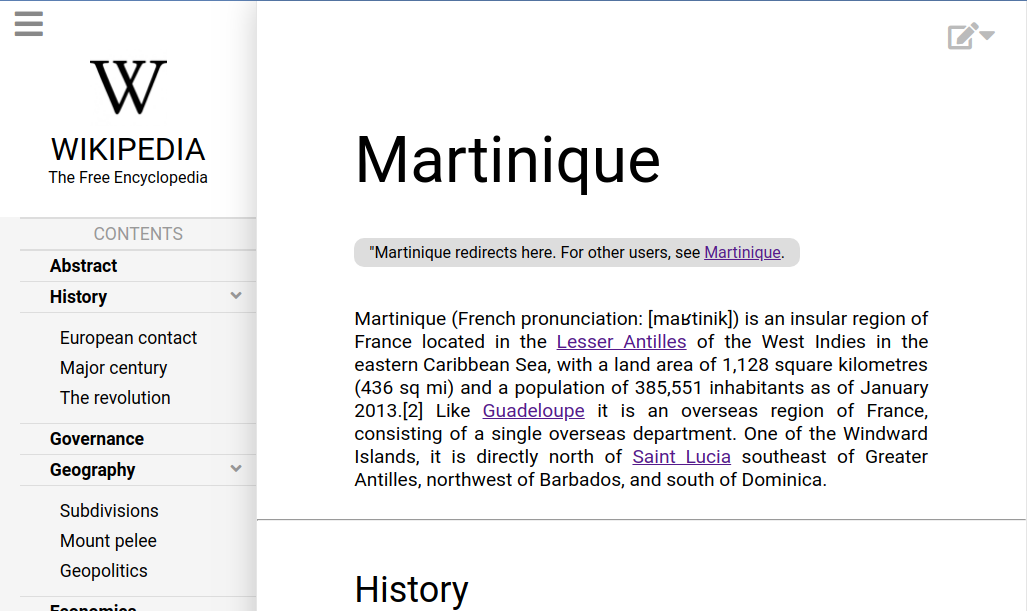 W
WIKIPEDIA
The Free Encyclopedia
CONTENTS
Abstract
History
European contact
Major century
The revolution
Governance
Geography
Subdivisions
Mount pelee
Geopolitics
Economics
Martinique
"Martinique redirects here. For other users, see Martinique.
Martinique (French pronunciation: [maʁtinik]) is an insular region of
France located in the Lesser Antilles of the West Indies in the
eastern Caribbean Sea, with a land area of 1,128 square kilometres
(436 sq mi) and a population of 385,551 inhabitants as of January
2013.[2] Like Guadeloupe it is an overseas region of France,
consisting of a single overseas department. One of the Windward
Islands, it is directly north of Saint Lucia southeast of Greater
Antilles, northwest of Barbados, and south of Dominica.
History